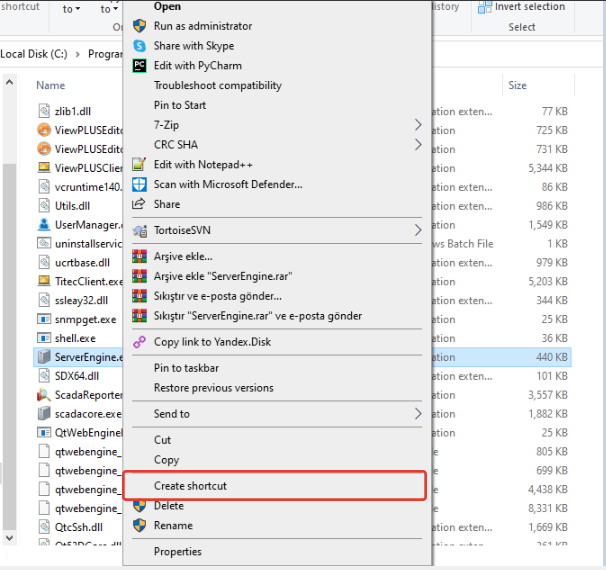 shortcut
to
to
Or
History
Invert selection
Select
Local Disk (C:) > Program
Name
Size
zlib1.dll
ation exten...
77 KB
ViewPLUSEdito
ation
725 KB
ViewPLUSEdito
ation
731 KB
ViewPLUSClien
ation
5,344 KB
vcruntime140.
ation exten...
86 KB
Utils.dll
ation exten...
986 KB
UserManager.e
ation
1,549 KB
uninstallservic
ws Batch File
1 KB
ucrtbase.dll
ation exten...
979 KB
TitecClient.exe
ation
5,203 KB
ssleay32.dll
ation exten...
344 KB
snmpget.exe
ation
25 KB
shell.exe
ation
36 KB
ServerEngine.e
ation
440 KB
SDX64.dll
ation exten...
101 KB
ScadaReporter
ation
3,557 KB
scadacore.exe
ation
1,882 KB
QtWebEngineP
ation
25 KB
qtwebengine_
e
805 KB
qtwebengine_
e
699 KB
qtwebengine_
e
4,438 KB
qtwebengine_
e
8,331 KB
QtcSsh.dll
ation exten...
1,669 KB
Open
Run as administrator
Share with Skype
Edit with PyCharm
Troubleshoot compatibility
Pin to Start
7-Zip
CRC SHA
Edit with Notepad++
Scan with Microsoft Defender...
Share
TortoiseSVN
Arşive ekle...
Arşive ekle "ServerEngine.rar"
Sıkıştır ve e-posta gönder...
Sıkıştır "ServerEngine.rar" ve e-posta gönder
Copy link to Yandex.Disk
Pin to taskbar
Restore previous versions
Send to
Cut
Copy
Create shortcut
Delete
Rename
Properties